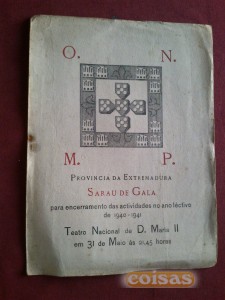 O. N.
M. P.
PROVINCIA DA EXTREMADURA
SARAU DE GALA
para encerramento das actividades no ano léctivo
de 1940-1941
Teatro Nacional de D. Maria II
em 31 de Maio às 21.45 horas
coisas